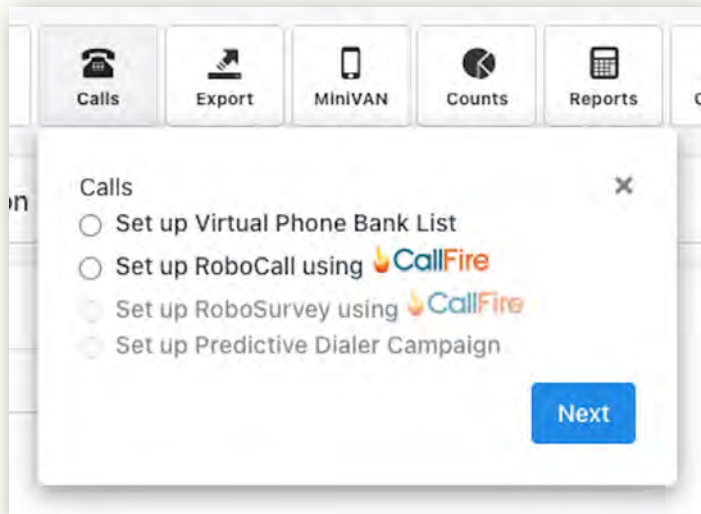 Calls
Export
MiniVAN
Counts
Reports
on
Calls
×
Set up Virtual Phone Bank List
Set up RoboCall using CallFire
Set up RoboSurvey using CallFire
Set up Predictive Dialer Campaign
Next